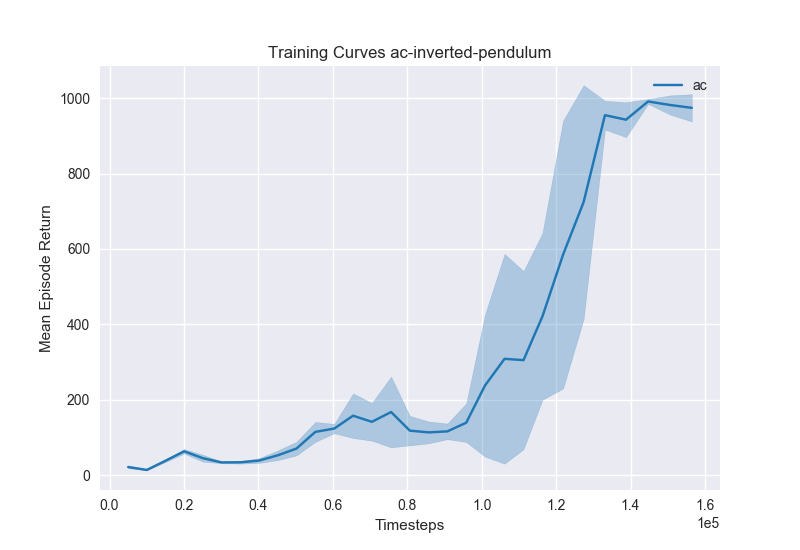 Training Curves ac-inverted-pendulum
ac
Mean Episode Return
1000
800
600
400
200
0
0.0 0.2 0.4 0.6 0.8 1.0 1.2 1.4 1.6
1e5
Timesteps